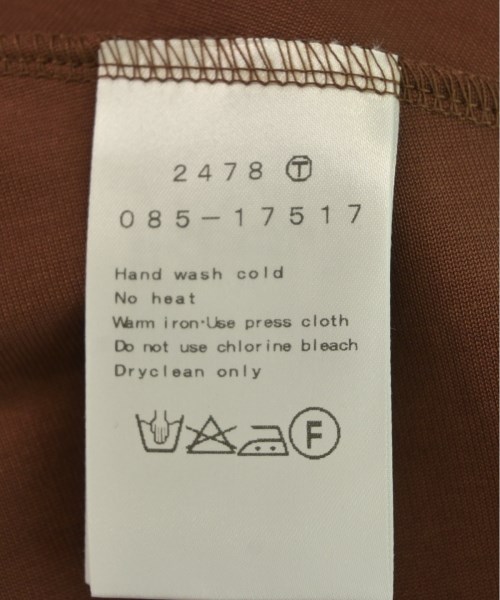 2478 Ⓣ
085-17517
Hand wash cold
No heat
Warm iron·Use press cloth
Do not use chlorine bleach
Dryclean only
F